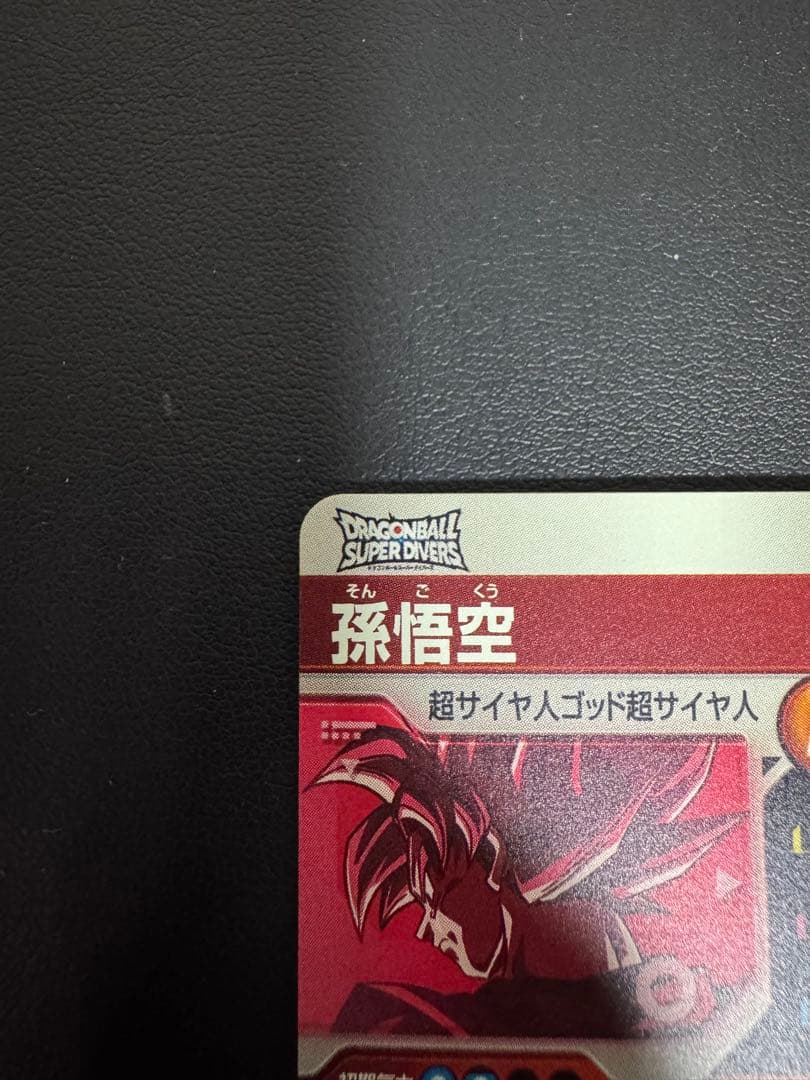 DRAGONBALL
SUPER DIVERS
ドラゴンボールスーパーダイバーズ
そん ご くう
孫悟空
超サイヤ人ゴッド超サイヤ人